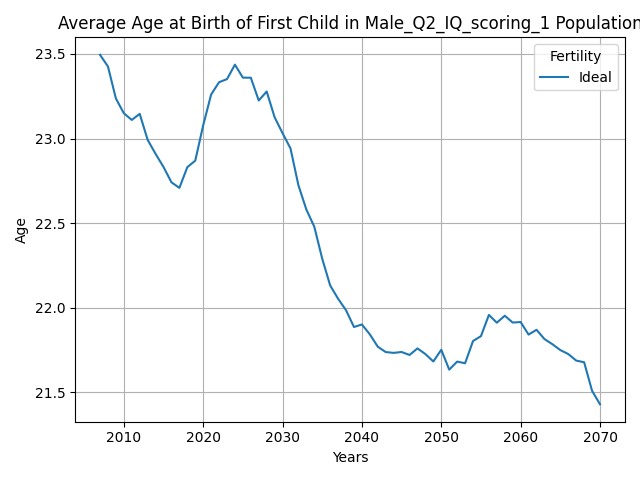 Average Age at Birth of First Child in Male_Q2_IQ_scoring_1 Population
Fertility
Ideal
23.5
23.0
22.5
22.0
21.5
Age
2010 2020 2030 2040 2050 2060 2070
Years